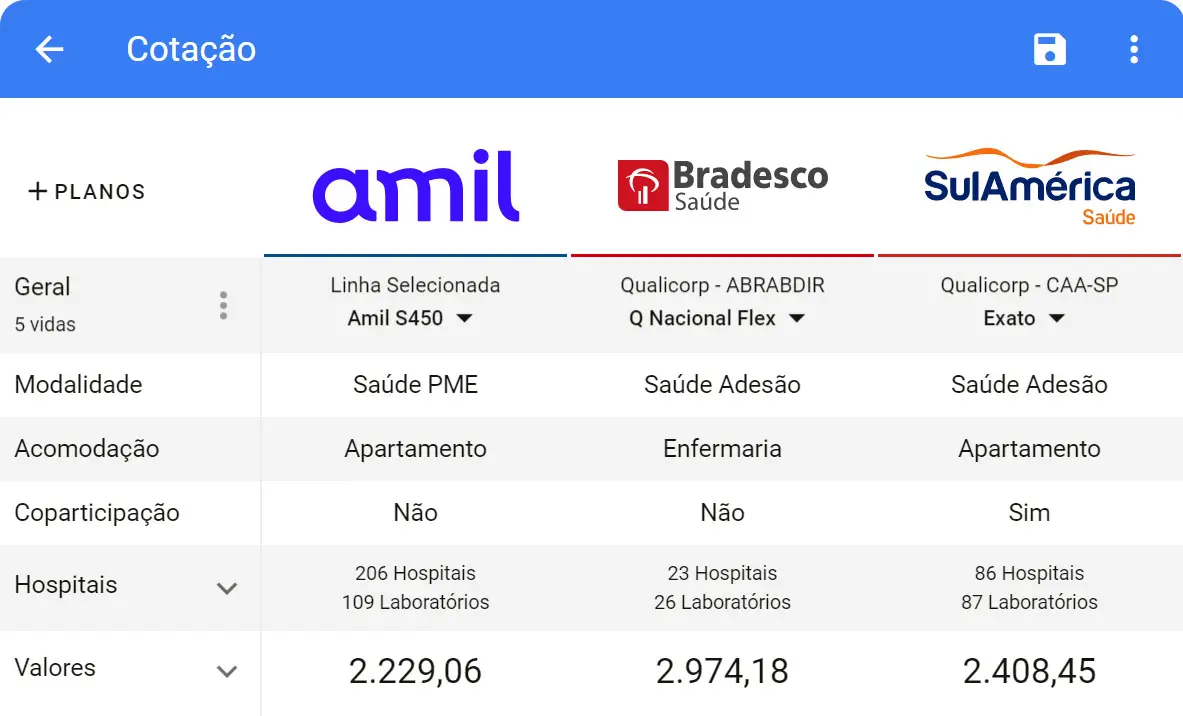 Cotação
+ PLANOS
amil
Bradesco
Saúde
SulAmérica
Saúde
Geral
5 vidas
Linha Selecionada
Amil S450
Qualicorp - ABRABDIR
Q Nacional Flex
Qualicorp - CAA-SP
Exato
Modalidade Saúde PME Saúde Adesão Saúde Adesão
Acomodação Apartamento Enfermaria Apartamento
Coparticipação Não Não Sim
Hospitais
206 Hospitais
109 Laboratórios
23 Hospitais
26 Laboratórios
86 Hospitais
87 Laboratórios
Valores 2.229,06 2.974,18 2.408,45